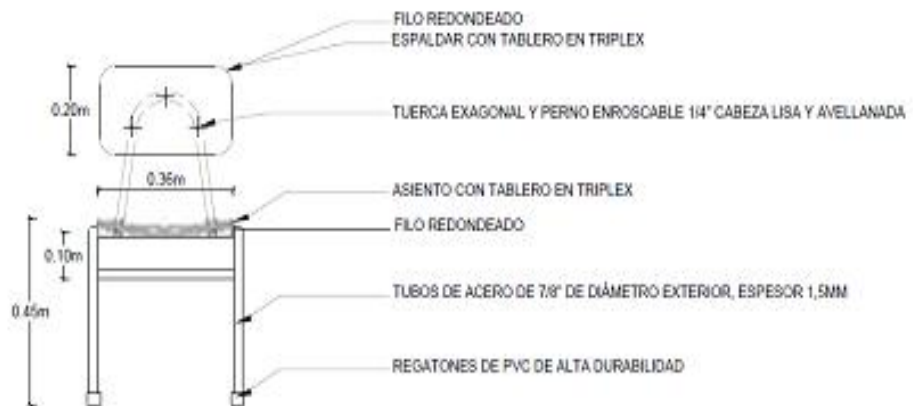 FILO REDONDEADO
ESPALDAR CON TABLERO EN TRIPLEX
0.20m
TUERCA EXAGONAL Y PERNO ENROSCABLE 1/4" CABEZA LISA Y AVELLANADA
0.36m
ASIENTO CON TABLERO EN TRIPLEX
FILO REDONDEADO
0.10m
0.45m
TUBOS DE ACERO DE 7/8" DE DIÁMETRO EXTERIOR, ESPESOR 1,5MM
REGATONES DE PVC DE ALTA DURABILIDAD